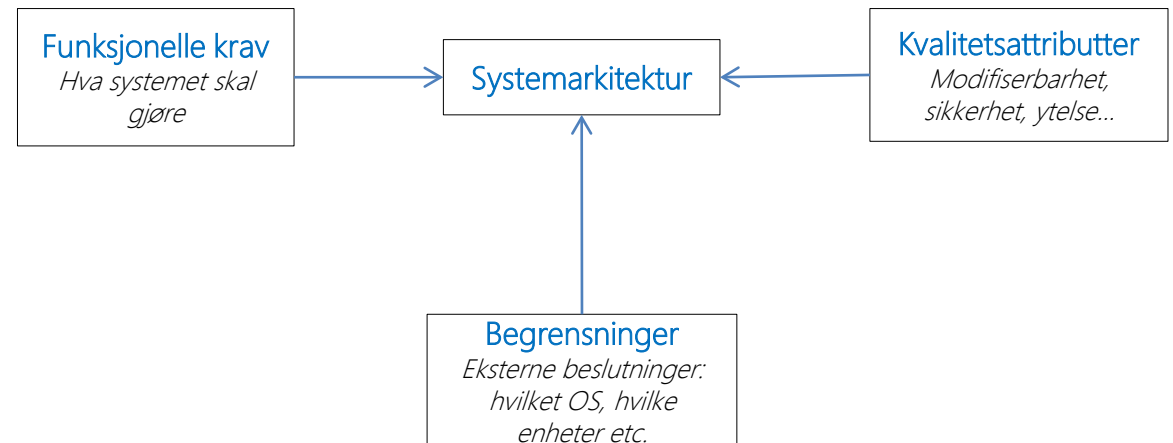 Funksjonelle krav
Hva systemet skal
gjøre
Systemarkitektur
Kvalitetsattributter
Modifiserbarhet,
sikkerhet, ytelse...
Begrensninger
Eksterne beslutninger:
hvilket OS, hvilke
enheter etc.